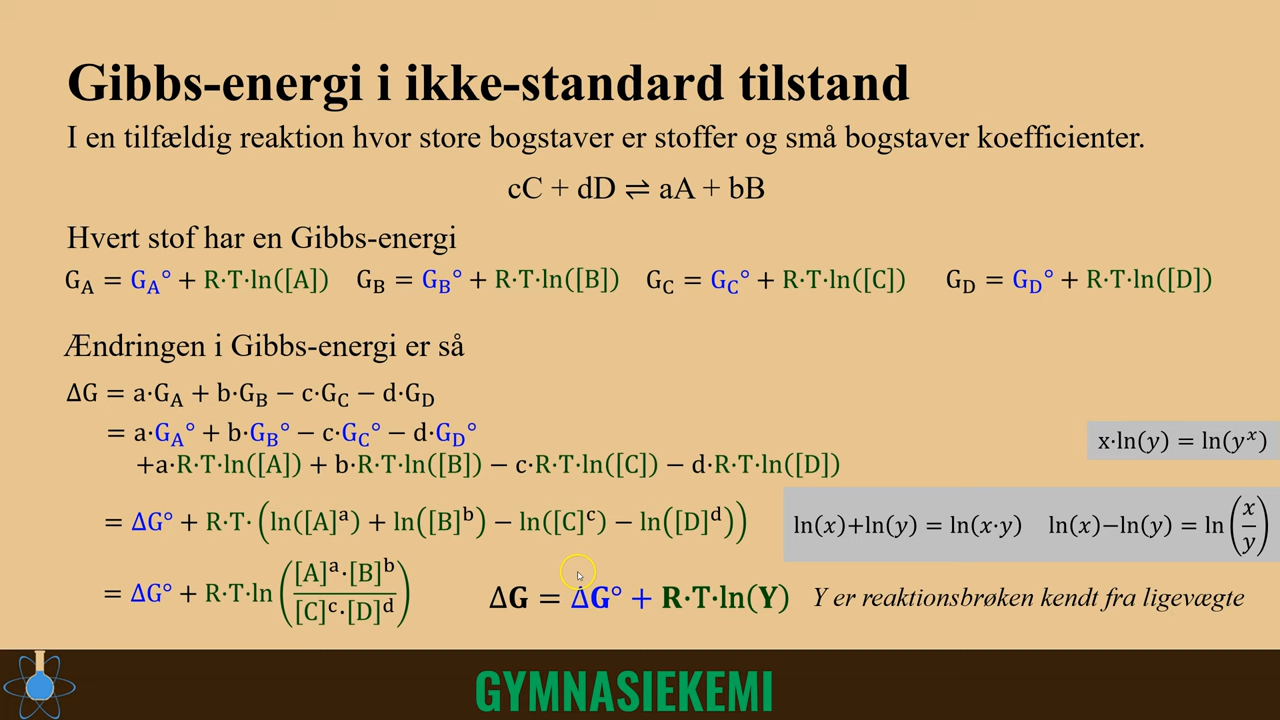 Gibbs-energi i ikke-standard tilstand
I en tilfældig reaktion hvor store bogstaver er stoffer og små bogstaver koefficienter.
cC + dD ⇌ aA + bB
Hvert stof har en Gibbs-energi
G_A = G_A° + R·T·ln([A]) G_B = G_B° + R·T·ln([B]) G_C = G_C° + R·T·ln([C]) G_D = G_D° + R·T·ln([D])
Ændringen i Gibbs-energi er så
ΔG = a·G_A + b·G_B − c·G_C − d·G_D
= a·G_A° + b·G_B° − c·G_C° − d·G_D°
x·ln(y) = ln(y^x)
+a·R·T·ln([A]) + b·R·T·ln([B]) − c·R·T·ln([C]) − d·R·T·ln([D])
= ΔG° + R·T·(ln([A]^a) + ln([B]^b) − ln([C]^c) − ln([D]^d))
ln(x)+ln(y) = ln(x·y) ln(x)−ln(y) = ln(x/y)
= ΔG° + R·T·ln([A]^a·[B]^b/[C]^c·[D]^d)
ΔG = ΔG° + R·T·ln(Y) Y er reaktionsbrøken kendt fra ligevægte
GYMNASIEKEMI